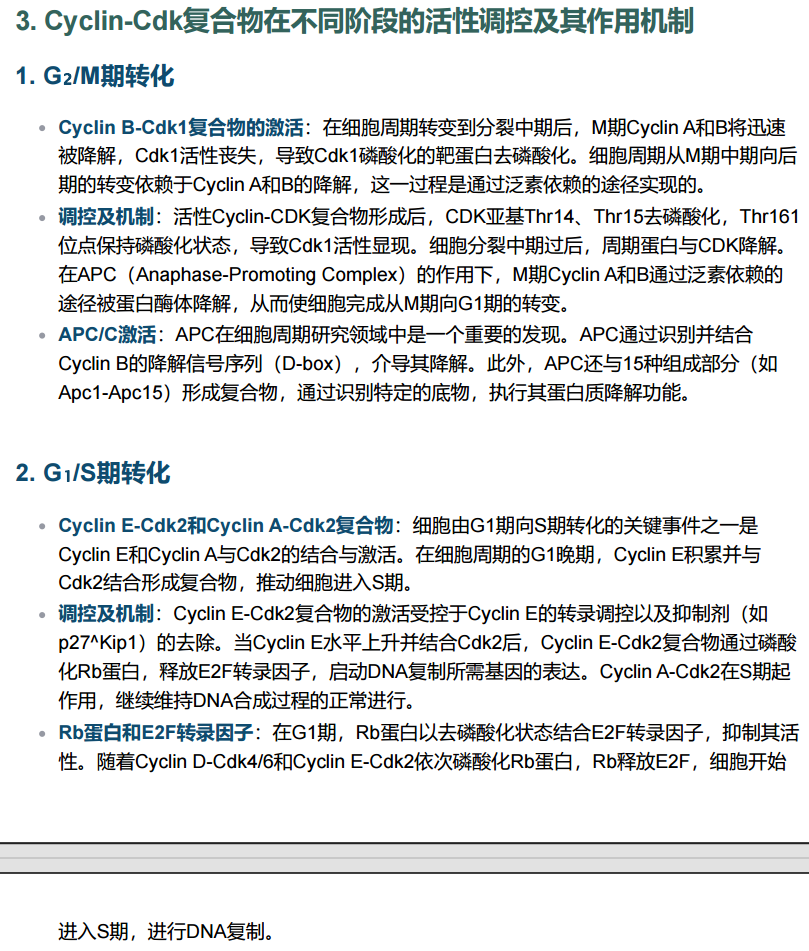 3. Cyclin-Cdk复合物在不同阶段的活性调控及其作用机制
1. G₂/M期转化
• Cyclin B-Cdk1复合物的激活：在细胞周期转变到分裂中期后，M期Cyclin A和B将迅速
被降解，Cdk1活性丧失，导致Cdk1磷酸化的靶蛋白去磷酸化。细胞周期从M期中期向后
期的转变依赖于Cyclin A和B的降解，这一过程是通过泛素依赖的途径实现的。
• 调控及机制：活性Cyclin-CDK复合物形成后，CDK亚基Thr14、Thr15去磷酸化，Thr161
位点保持磷酸化状态，导致Cdk1活性显现。细胞分裂中期过后，周期蛋白与CDK降解。
在APC（Anaphase-Promoting Complex）的作用下，M期Cyclin A和B通过泛素依赖的
途径被蛋白酶体降解，从而使细胞完成从M期向G1期的转变。
• APC/C激活：APC在细胞周期研究领域中是一个重要的发现。APC通过识别并结合
Cyclin B的降解信号序列（D-box），介导其降解。此外，APC还与15种组成部分（如
Apc1-Apc15）形成复合物，通过识别特定的底物，执行其蛋白质降解功能。
2. G₁/S期转化
• Cyclin E-Cdk2和Cyclin A-Cdk2复合物：细胞由G1期向S期转化的关键事件之一是
Cyclin E和Cyclin A与Cdk2的结合与激活。在细胞周期的G1晚期，Cyclin E积累并与
Cdk2结合形成复合物，推动细胞进入S期。
• 调控及机制：Cyclin E-Cdk2复合物的激活受控于Cyclin E的转录调控以及抑制剂（如
p27^Kip1）的去除。当Cyclin E水平上升并结合Cdk2后，Cyclin E-Cdk2复合物通过磷酸
化Rb蛋白，释放E2F转录因子，启动DNA复制所需基因的表达。Cyclin A-Cdk2在S期起
作用，继续维持DNA合成过程的正常进行。
• Rb蛋白和E2F转录因子：在G1期，Rb蛋白以去磷酸化状态结合E2F转录因子，抑制其活
性。随着Cyclin D-Cdk4/6和Cyclin E-Cdk2依次磷酸化Rb蛋白，Rb释放E2F，细胞开始
进入S期，进行DNA复制。